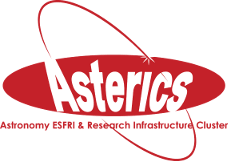 Asterics
Astronomy ESFRI & Research Infrastructure Cluster